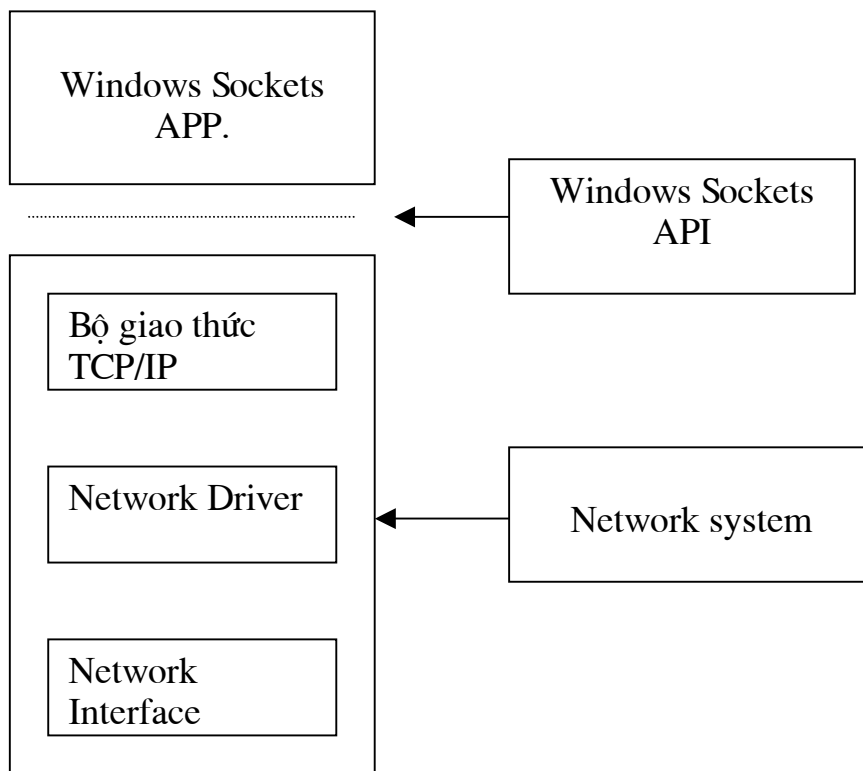 Windows Sockets
APP.
Windows Sockets
API
Bộ giao thức
TCP/IP
Network Driver
Network system
Network
Interface